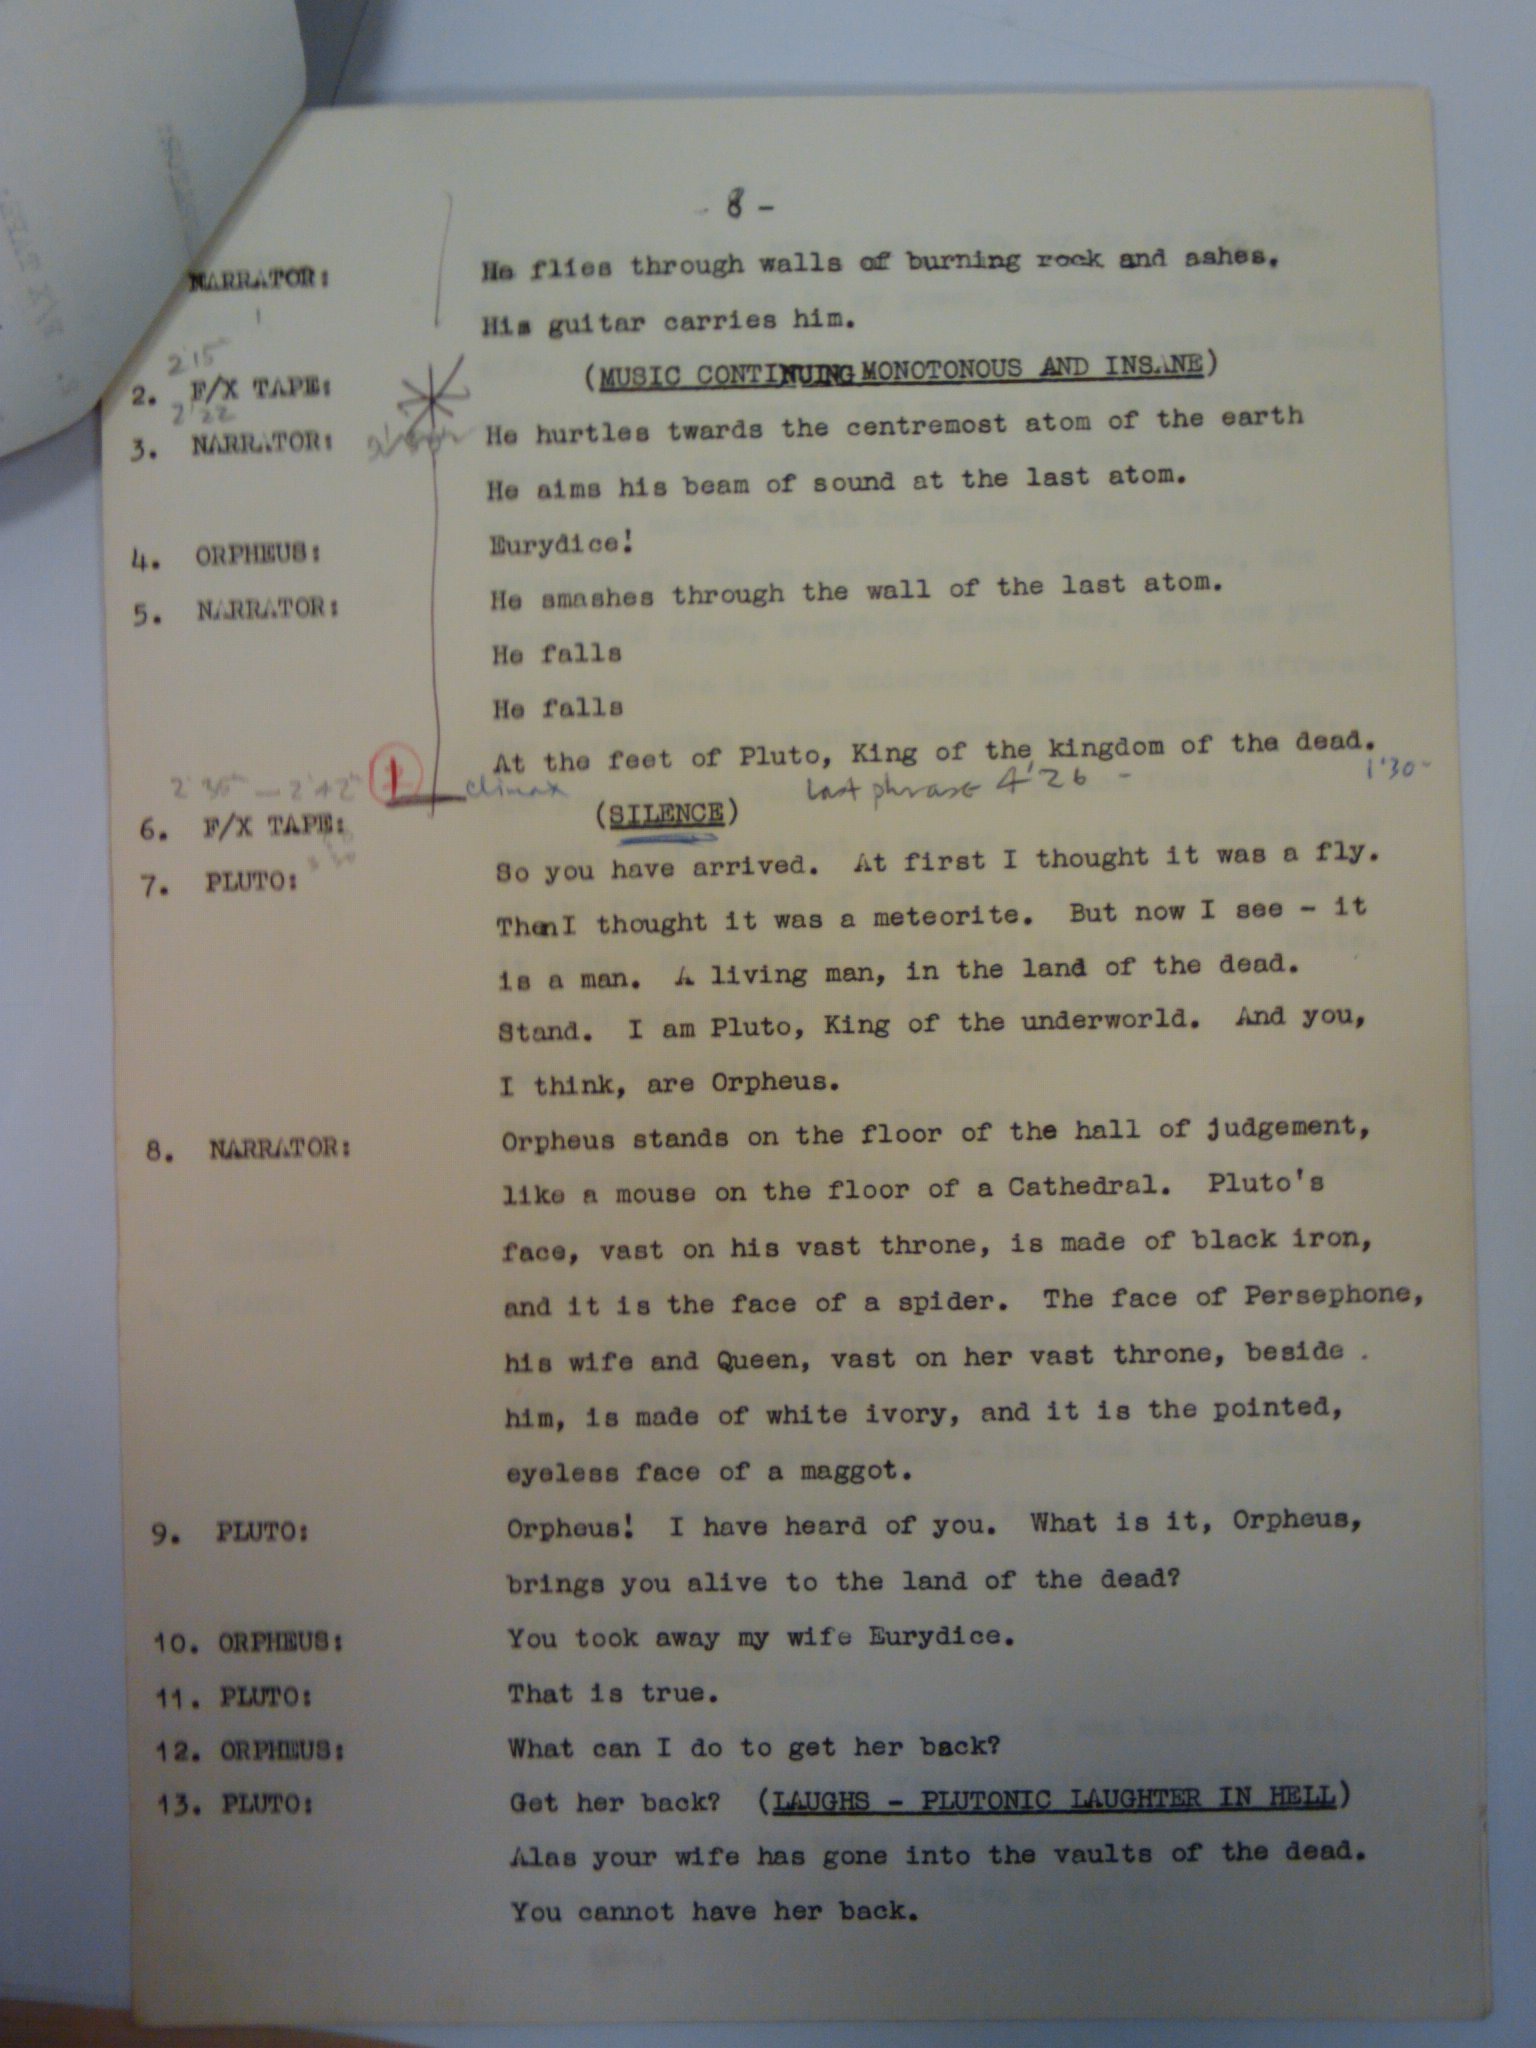 8 -
NARRATOR: He flies through walls of burning rock and ashes.
His guitar carries him.
2'15
2. F/X TAPE: (MUSIC CONTINUING MONOTONOUS AND INSANE)
2'22
3. NARRATOR: He hurtles twards the centremost atom of the earth
He aims his beam of sound at the last atom.
4. ORPHEUS: Eurydice!
5. NARRATOR: He smashes through the wall of the last atom.
He falls
He falls
At the feet of Pluto, King of the kingdom of the dead.
1'30"
climax last phrase 4'26 -
6. F/X TAPE: (SILENCE)
7. PLUTO: So you have arrived. At first I thought it was a fly.
Then I thought it was a meteorite. But now I see - it
is a man. A living man, in the land of the dead.
Stand. I am Pluto, King of the underworld. And you,
I think, are Orpheus.
8. NARRATOR: Orpheus stands on the floor of the hall of judgement,
like a mouse on the floor of a Cathedral. Pluto's
face, vast on his vast throne, is made of black iron,
and it is the face of a spider. The face of Persephone,
his wife and Queen, vast on her vast throne, beside .
him, is made of white ivory, and it is the pointed,
eyeless face of a maggot.
9. PLUTO: Orpheus! I have heard of you. What is it, Orpheus,
brings you alive to the land of the dead?
10. ORPHEUS: You took away my wife Eurydice.
11. PLUTO: That is true.
12. ORPHEUS: What can I do to get her back?
13. PLUTO: Get her back? (LAUGHS - PLUTONIC LAUGHTER IN HELL)
Alas your wife has gone into the vaults of the dead.
You cannot have her back.